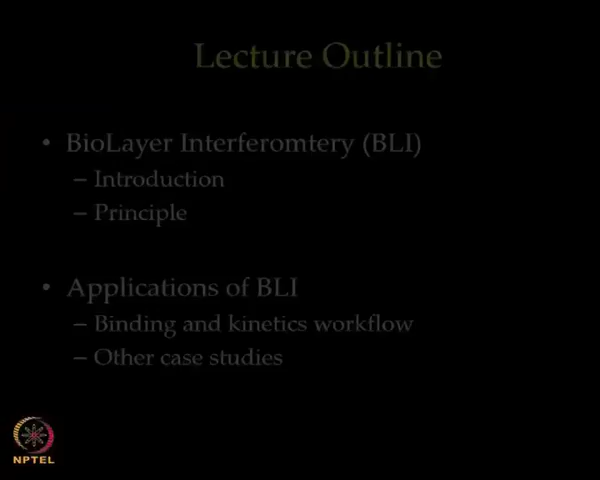 Lecture Outline
• BioLayer Interferomtery (BLI)
– Introduction
– Principle
• Applications of BLI
– Binding and kinetics workflow
– Other case studies
NPTEL